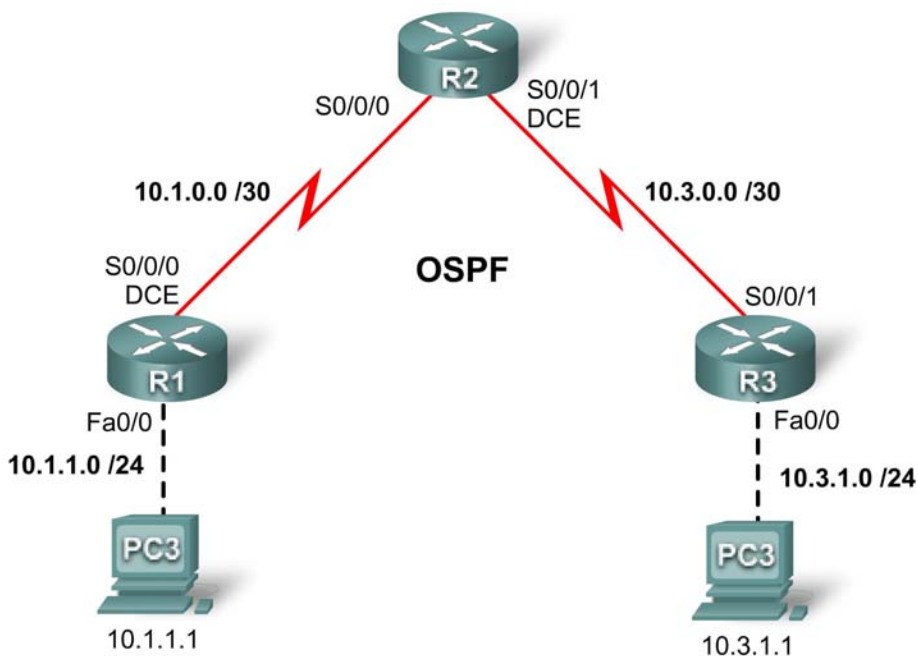 R2
S0/0/0
S0/0/1
DCE
10.1.0.0 /30
10.3.0.0 /30
OSPF
S0/0/0
DCE
S0/0/1
R1
R3
Fa0/0
Fa0/0
10.1.1.0 /24
10.3.1.0 /24
PC3
PC3
10.1.1.1
10.3.1.1